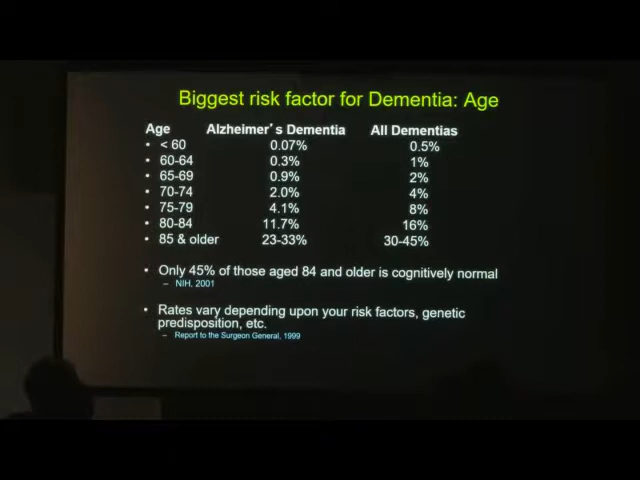 Biggest risk factor for Dementia: Age
Age Alzheimer's Dementia All Dementias
• < 60 0.07% 0.5%
• 60-64 0.3% 1%
• 65-69 0.9% 2%
• 70-74 2.0% 4%
• 75-79 4.1% 8%
• 80-84 11.7% 16%
• 85 & older 23-33% 30-45%
• Only 45% of those aged 84 and older is cognitively normal
– NIH. 2001
• Rates vary depending upon your risk factors, genetic
predisposition, etc.
– Report to the Surgeon General, 1999